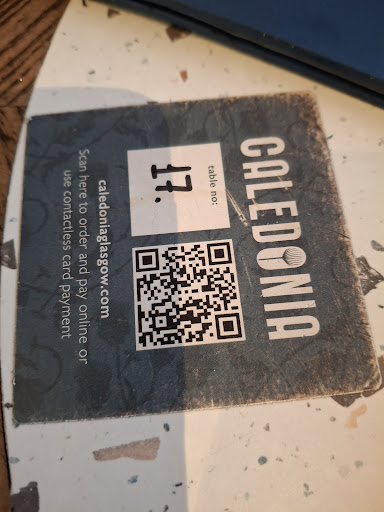 CALEDONIA
table no:
17.
caledoniaglasgow.com
Scan here to order and pay online or
use contactless card payment